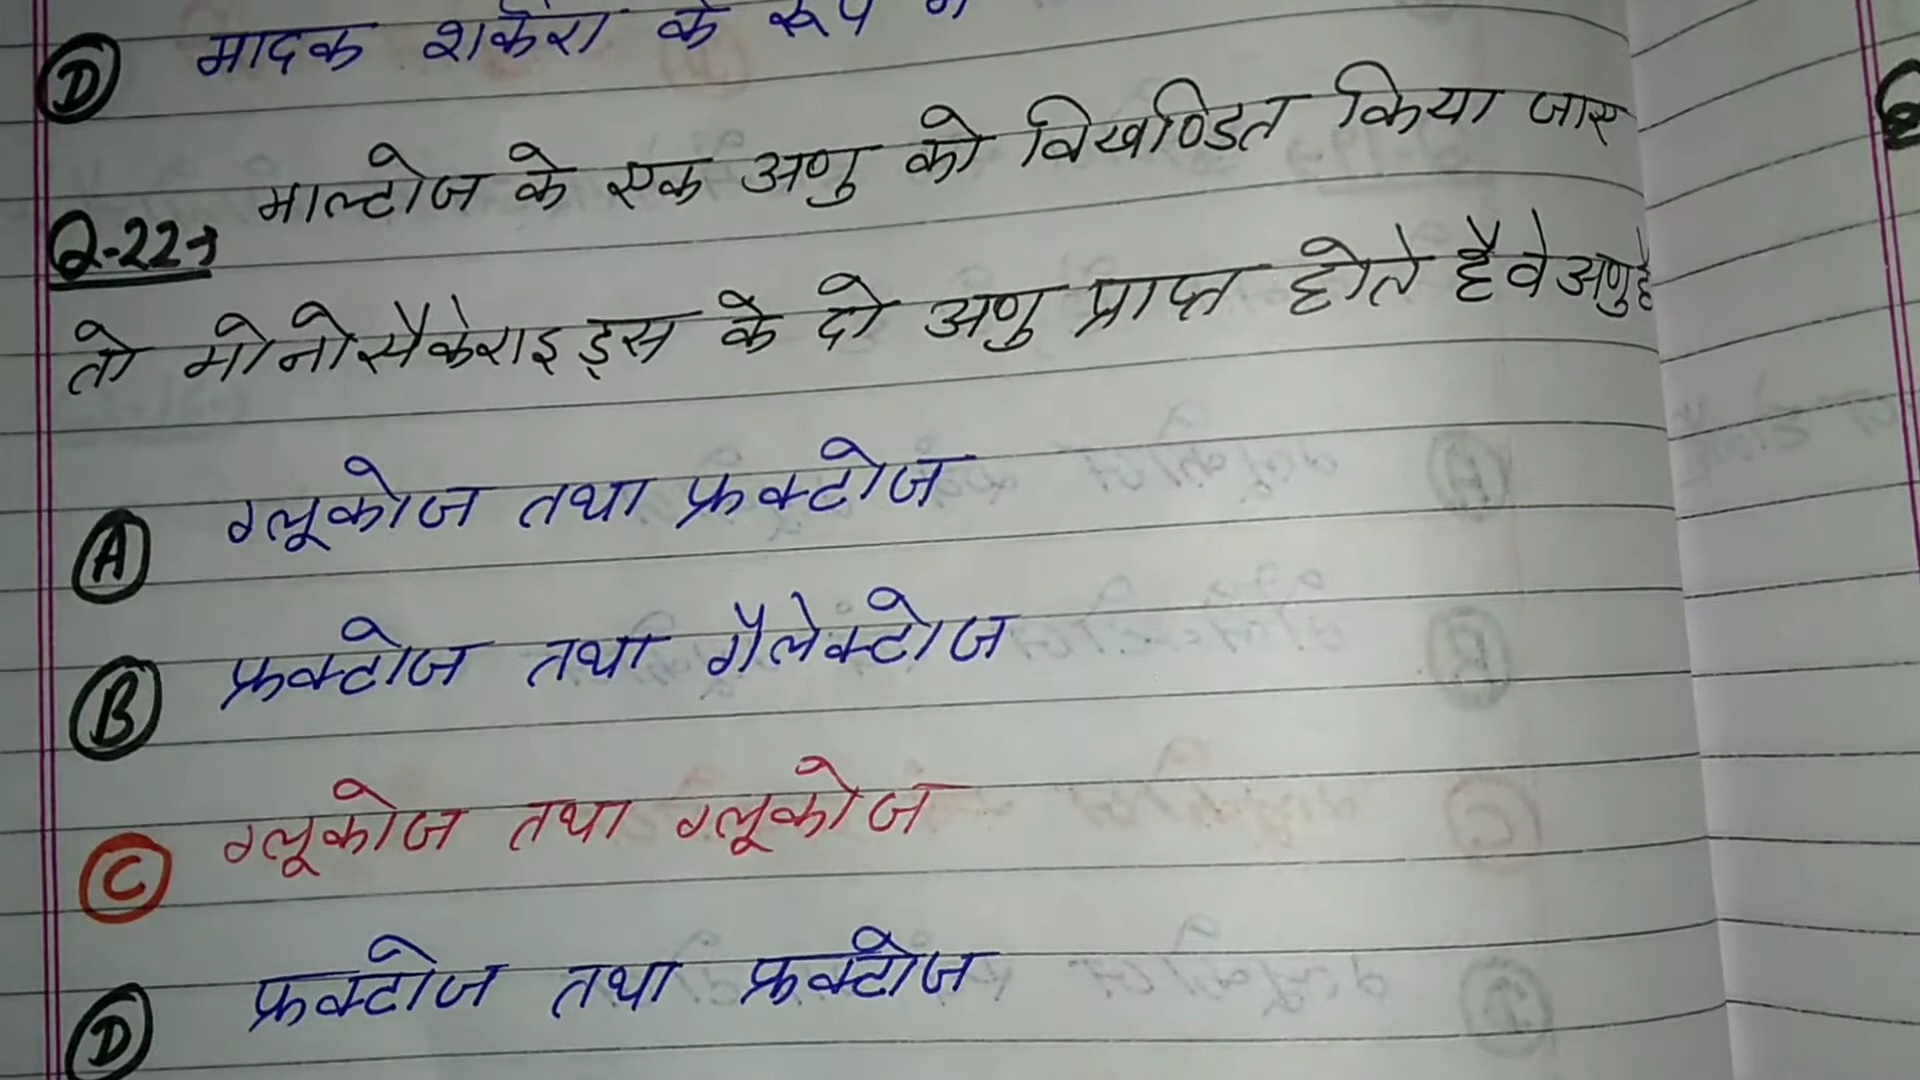 D मादक शर्करा के रूप में
Q-22→ माल्टोज के एक अणु को विखण्डित किया जाए
तो मोनोसैकेराइड्स के दो अणु प्राप्त होते है वे अणु है
A ग्लूकोज तथा फ्रक्टोज
B फ्रक्टोज तथा गैलेक्टोज
C ग्लूकोज तथा ग्लूकोज
D फ्रक्टोज तथा फ्रक्टोज